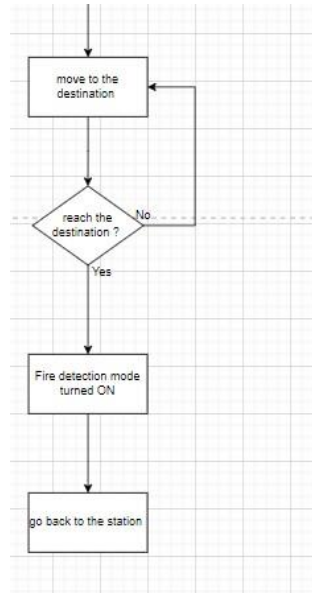 move to the
destination
reach the
destination ?
No
Yes
Fire detection mode
turned ON
go back to the station